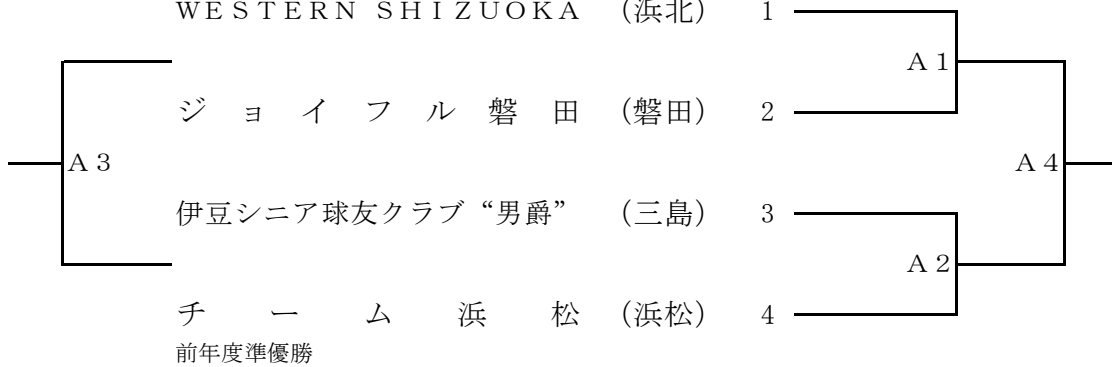 WESTERN SHIZUOKA (浜北) 1
A1
ジョイフル磐田 (磐田) 2
A3
A4
伊豆シニア球友クラブ“男爵” (三島) 3
A2
チーム浜松 (浜松) 4
前年度準優勝